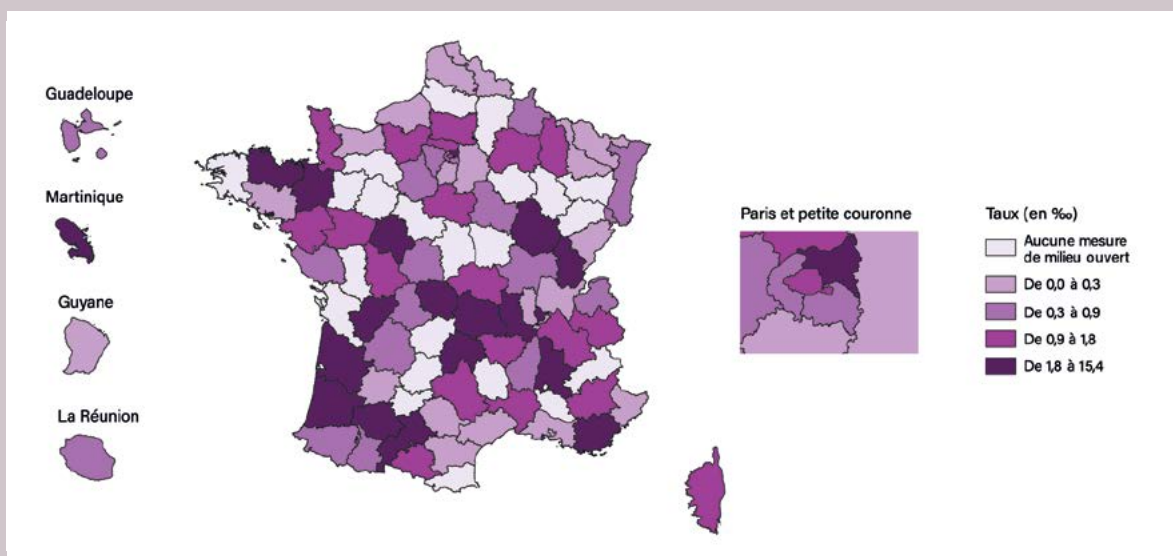 Guadeloupe
Martinique
Guyane
La Réunion
Paris et petite couronne
Taux (en ‰)
Aucune mesure
de milieu ouvert
De 0,0 à 0,3
De 0,3 à 0,9
De 0,9 à 1,8
De 1,8 à 15,4